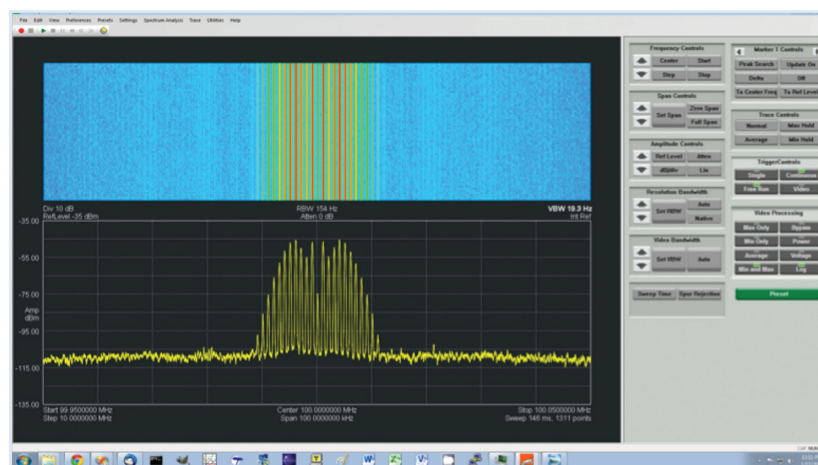 File Edit View Preferences Presets Settings Spectrum Analysis Trace Utilities Help
Div 10 dB
RefLevel -35 dBm
RBW 154 Hz
Atten 0 dB
VBW 19.3 Hz
Int Ref
-35.00
-55.00
-75.00
Amp
dBm
-95.00
-115.00
-135.00
Start 99.9500000 MHz
Step 10.0000000 MHz
Center 100.0000000 MHz
Span 100.0000000 kHz
Stop 100.0500000 MHz
Sweep 146 ms, 1311 points
Frequency Controls
Center Start
Step Stop
Span Controls
Set Span
Zero Span
Full Span
Amplitude Controls
Ref Level Atten
dB/div Lin
Resolution Bandwidth
Set RBW
Auto
Native
Video Bandwidth
Set VBW Auto
Sweep Time Spur Rejection
Marker 1 Controls
Peak Search Update On
Delta Off
To Center Freq To Ref Level
Trace Controls
Normal Max Hold
Average Min Hold
TriggerControls
Single Continuous
Free Run Video
Video Processing
Max Only Bypass
Min Only Power
Average Voltage
Min and Max Log
Preset